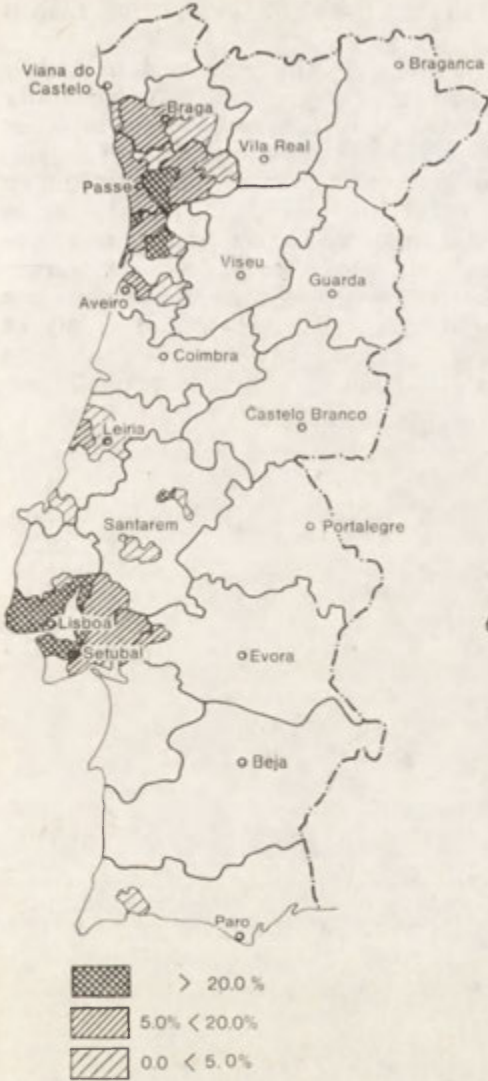 Braganca
Viana do
Castelo
Braga
Vila Real
Passe
Viseu
Guarda
Aveiro
Coimbra
Castelo Branco
Leiria
Santarem
Portalegre
Lisboa
Setubal
Evora
Beja
Paro
> 20.0 %
5.0% < 20.0%
0.0 < 5.0%